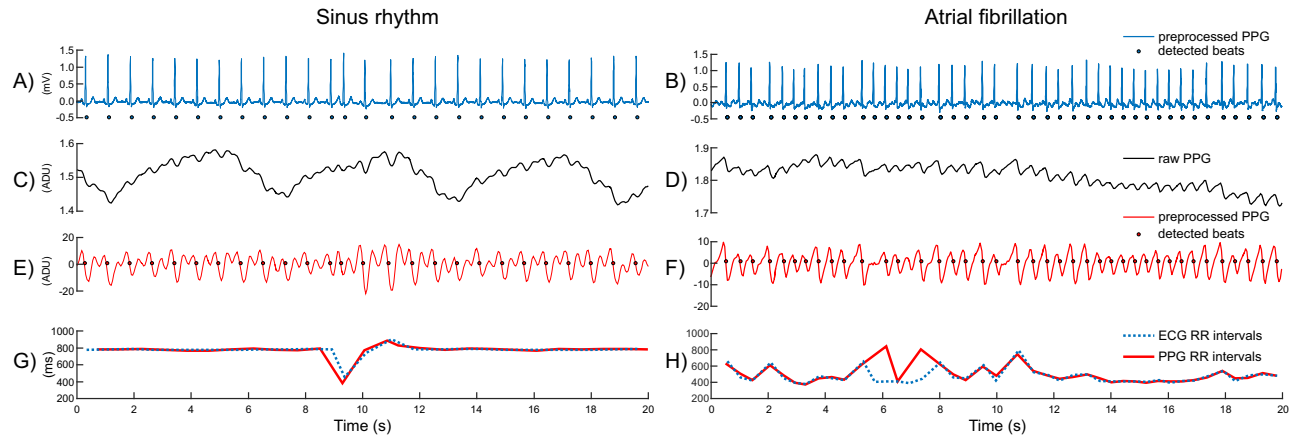 Sinus rhythm
Atrial fibrillation
A)
(mV)
1.5
1.0
0.0
-0.5
B)
1.5
1.0
0.0
-0.5
preprocessed PPG
detected beats
C)
(ADU)
1.6
1.5
1.4
D)
1.9
1.8
1.7
raw PPG
E)
(ADU)
20
0
-20
F)
10
0
-10
-20
preprocessed PPG
detected beats
G)
(ms)
1000
800
600
400
200
0 2 4 6 8 10 12 14 16 18 20
Time (s)
H)
1000
800
600
400
200
ECG RR intervals
PPG RR intervals
0 2 4 6 8 10 12 14 16 18 20
Time (s)